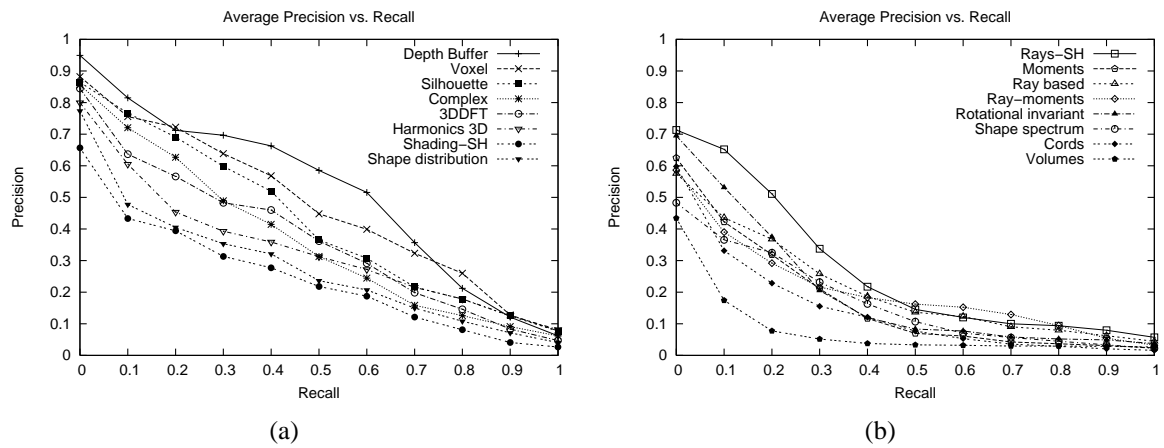 Average Precision vs. Recall
1
0.9
0.8
0.7
0.6
0.5
0.4
0.3
0.2
0.1
0
Precision
Depth Buffer
Voxel
Silhouette
Complex
3DDFT
Harmonics 3D
Shading-SH
Shape distribution
0 0.1 0.2 0.3 0.4 0.5 0.6 0.7 0.8 0.9 1
Recall
(a)
Average Precision vs. Recall
1
0.9
0.8
0.7
0.6
0.5
0.4
0.3
0.2
0.1
0
Precision
Rays-SH
Moments
Ray based
Ray-moments
Rotational invariant
Shape spectrum
Cords
Volumes
0 0.1 0.2 0.3 0.4 0.5 0.6 0.7 0.8 0.9 1
Recall
(b)